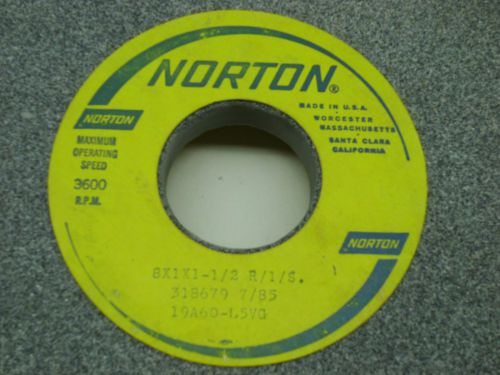 NORTON®
MADE IN U.S.A.
WORCESTER
MASSACHUSETTS
SANTA CLARA
CALIFORNIA
NORTON
MAXIMUM
OPERATING
SPEED
3600
R.P.M.
NORTON
8X1X1-1/2 R/1/S.
318679 7/85
19A60-L5VG